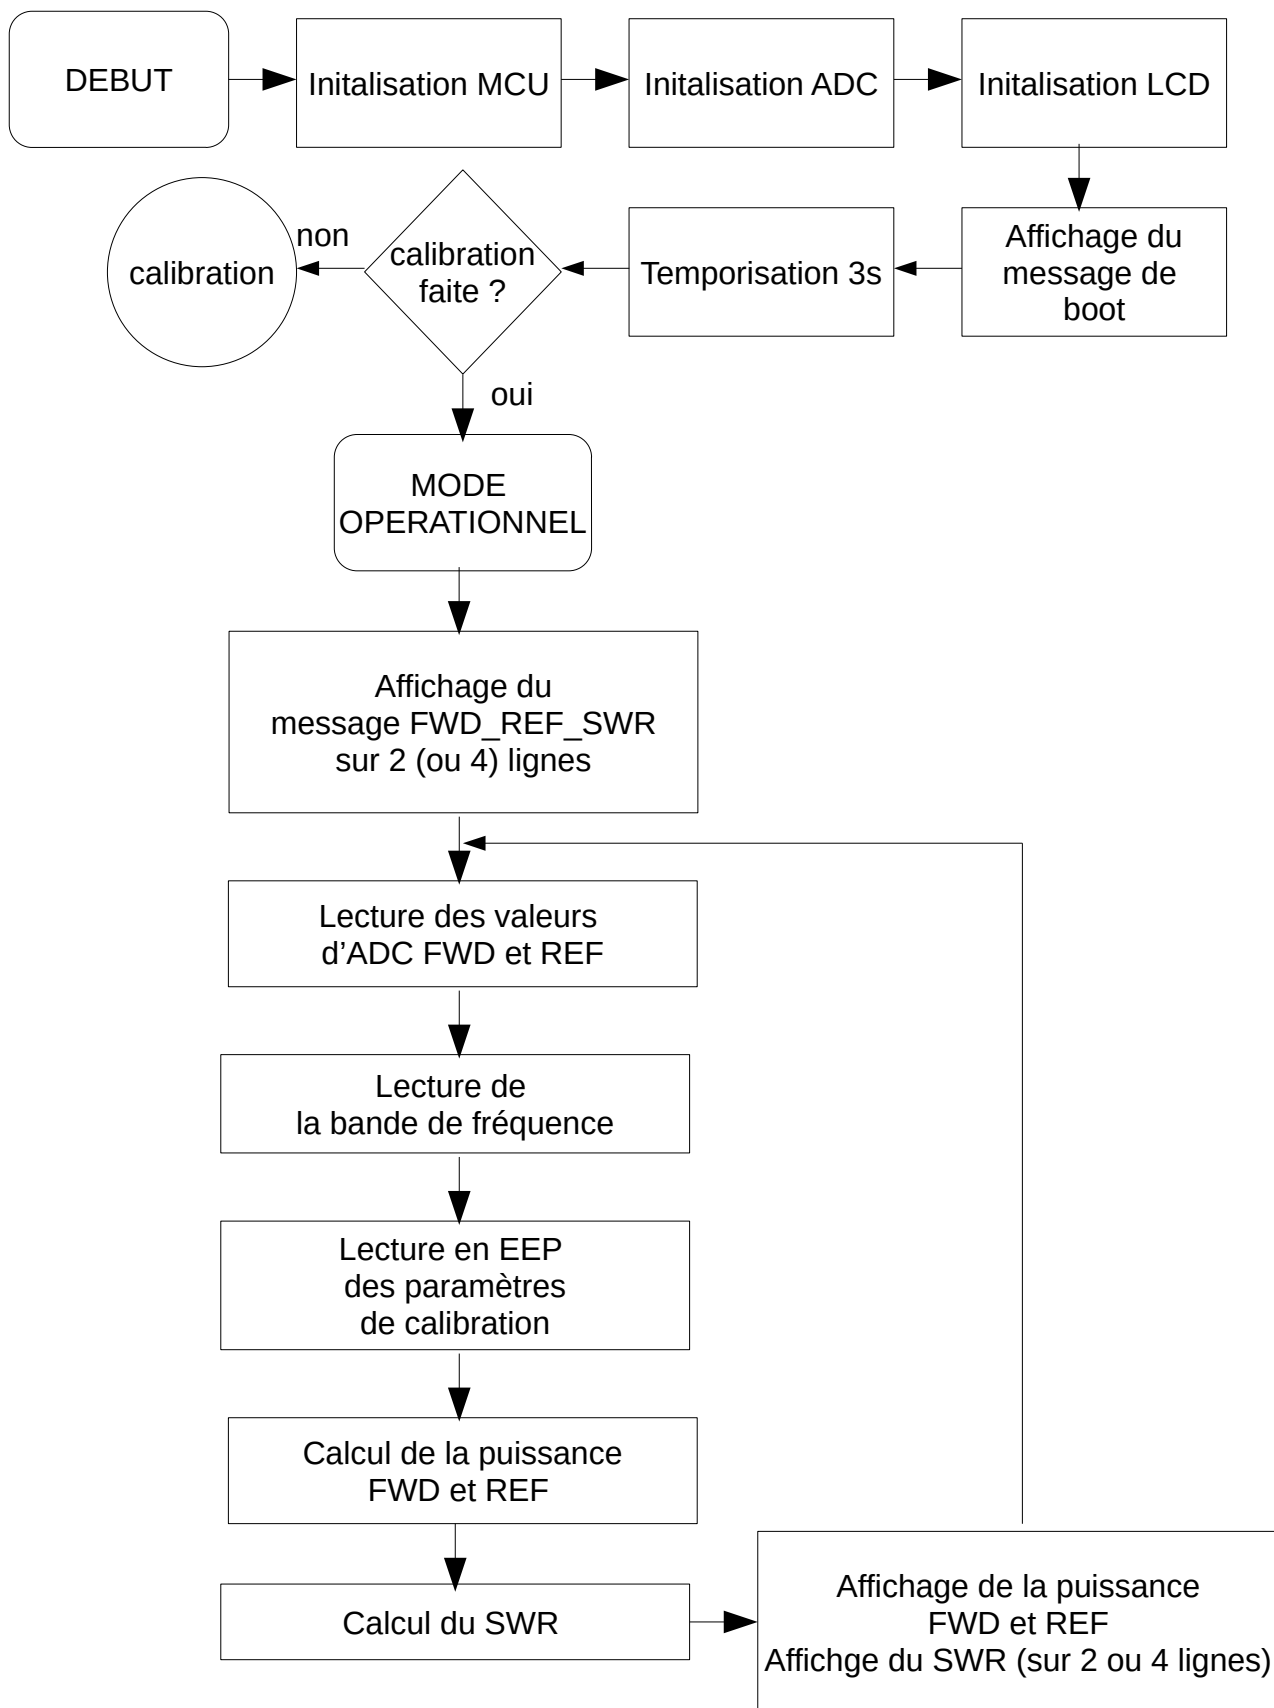 DEBUT
Initalisation MCU
Initalisation ADC
Initalisation LCD
Affichage du
message de
boot
Temporisation 3s
calibration
faite ?
non
calibration
oui
MODE
OPERATIONNEL
Affichage du
message FWD_REF_SWR
sur 2 (ou 4) lignes
Lecture des valeurs
d’ADC FWD et REF
Lecture de
la bande de fréquence
Lecture en EEP
des paramètres
de calibration
Calcul de la puissance
FWD et REF
Calcul du SWR
Affichage de la puissance
FWD et REF
Affichge du SWR (sur 2 ou 4 lignes)